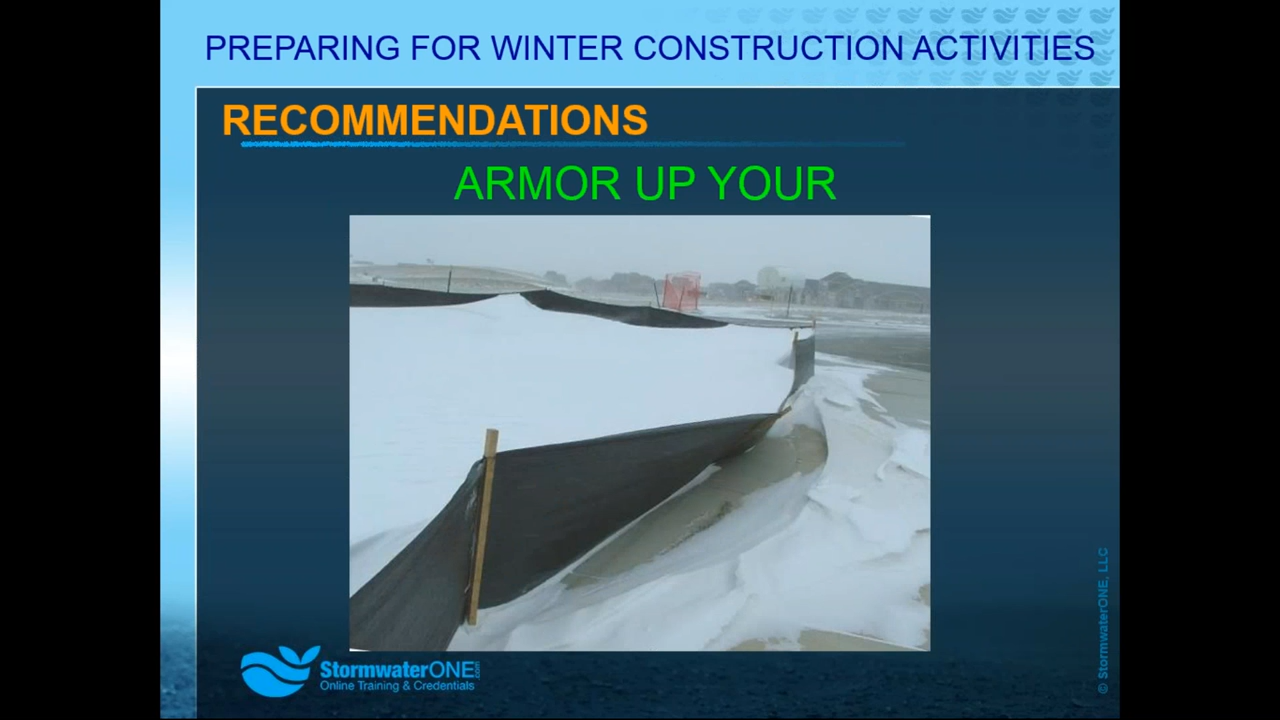 PREPARING FOR WINTER CONSTRUCTION ACTIVITIES
RECOMMENDATIONS
ARMOR UP YOUR
StormwaterONE.com
Online Training & Credentials
© StormwaterONE, LLC